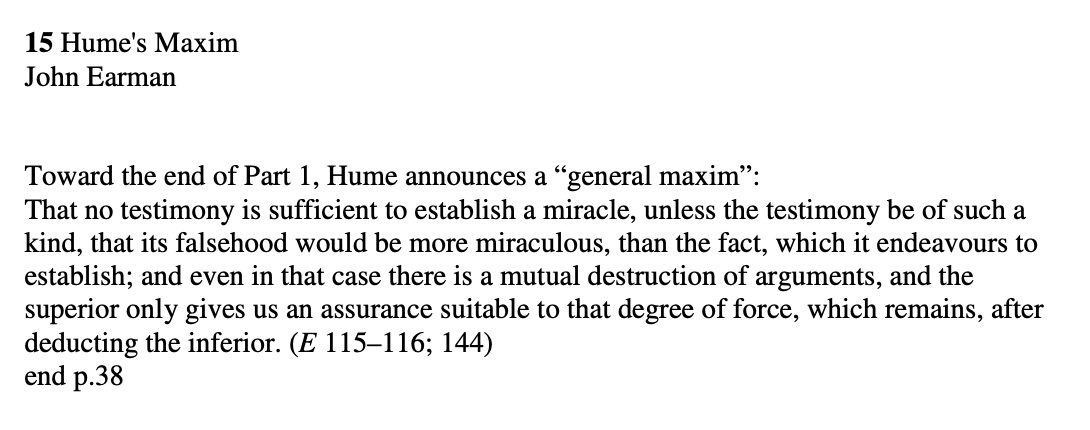 15 Hume's Maxim
John Earman
Toward the end of Part 1, Hume announces a “general maxim”:
That no testimony is sufficient to establish a miracle, unless the testimony be of such a
kind, that its falsehood would be more miraculous, than the fact, which it endeavours to
establish; and even in that case there is a mutual destruction of arguments, and the
superior only gives us an assurance suitable to that degree of force, which remains, after
deducting the inferior. (E 115–116; 144)
end p.38